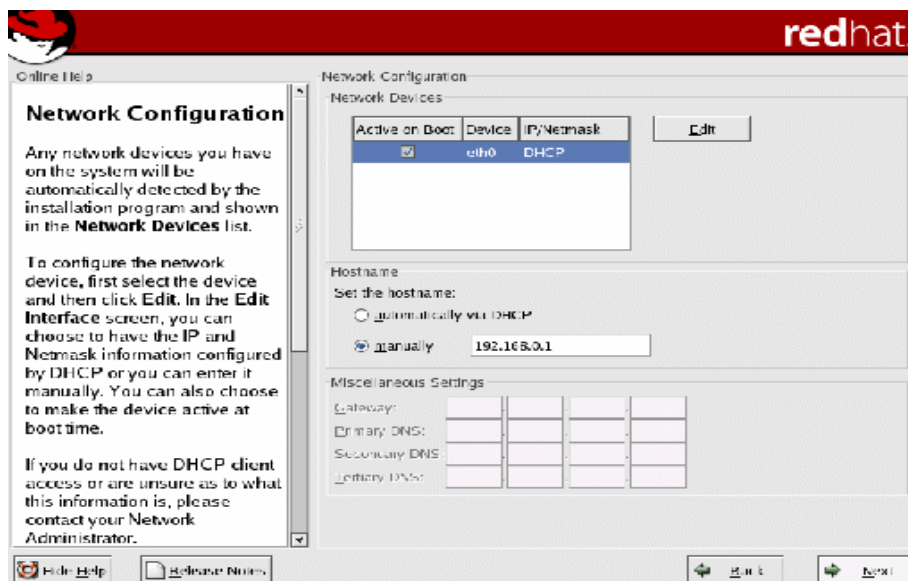 redhat.
Online Help
Network Configuration
Any network devices you have
on the system will be
automatically detected by the
installation program and shown
in the Network Devices list.
To configure the network
device, first select the device
and then click Edit. In the Edit
Interface screen, you can
choose to have the IP and
Netmask information configured
by DHCP or you can enter it
manually. You can also choose
to make the device active at
boot time.
If you do not have DHCP client
access or are unsure as to what
this information is, please
contact your Network
Administrator.
Network Configuration
Network Devices
Active on Boot Device IP/Netmask
eth0 DHCP
Edit
Hostname
Set the hostname:
automatically via DHCP
manually 192.168.0.1
Miscellaneous Settings
Gateway:
Primary DNS:
Secondary DNS:
Tertiary DNS:
Hide Help
Release Notes
Back
Next